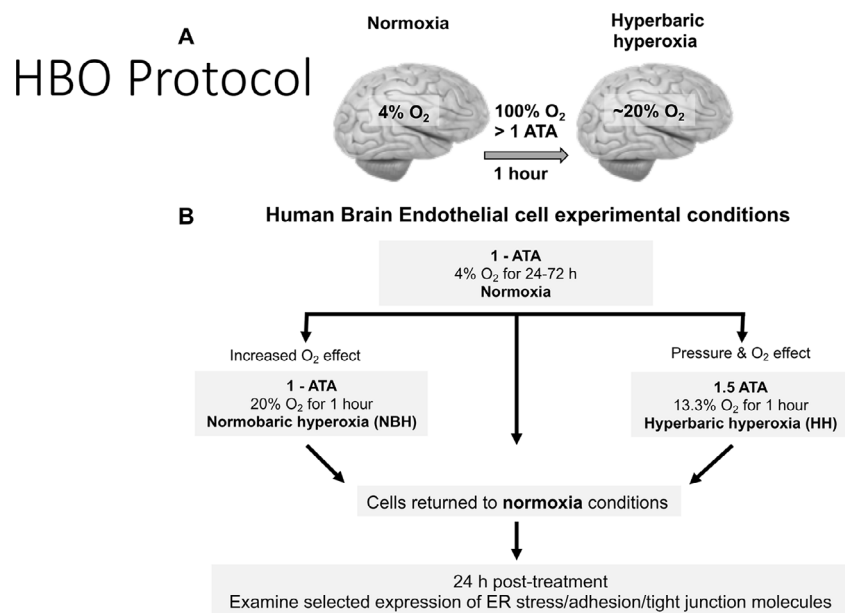 A
HBO Protocol
Normoxia
Hyperbaric
hyperoxia
4% O₂
100% O₂
> 1 ATA
1 hour
~20% O₂
B
Human Brain Endothelial cell experimental conditions
1 - ATA
4% O₂ for 24-72 h
Normoxia
Increased O₂ effect
1 - ATA
20% O₂ for 1 hour
Normobaric hyperoxia (NBH)
Pressure & O₂ effect
1.5 ATA
13.3% O₂ for 1 hour
Hyperbaric hyperoxia (HH)
Cells returned to normoxia conditions
24 h post-treatment
Examine selected expression of ER stress/adhesion/tight junction molecules